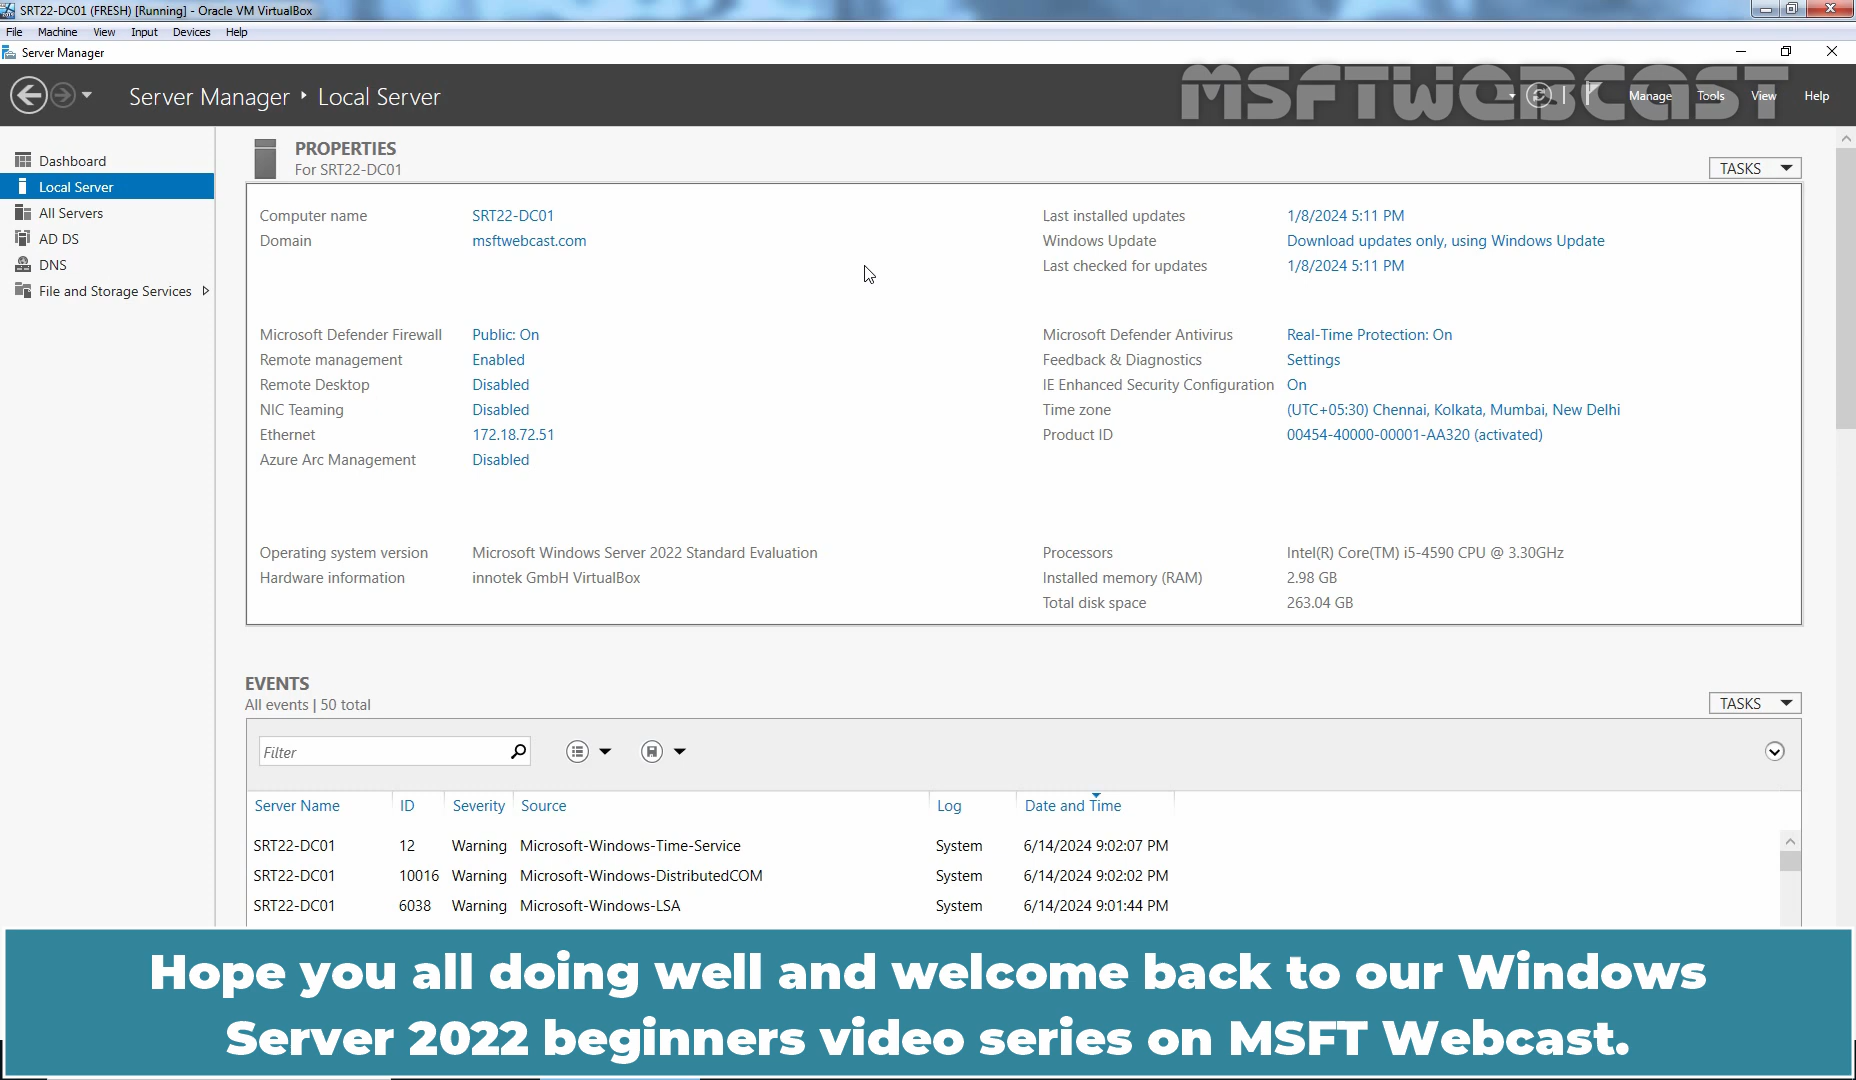 SRT22-DC01 (FRESH) [Running] - Oracle VM VirtualBox
File Machine View Input Devices Help
Server Manager
Server Manager Local Server
MSFTWEBCAST
Manage Tools View Help
Dashboard
Local Server
All Servers
AD DS
DNS
File and Storage Services
PROPERTIES
For SRT22-DC01
TASKS
Computer name SRT22-DC01
Domain msftwebcast.com
Last installed updates 1/8/2024 5:11 PM
Windows Update Download updates only, using Windows Update
Last checked for updates 1/8/2024 5:11 PM
Microsoft Defender Firewall Public: On
Remote management Enabled
Remote Desktop Disabled
NIC Teaming Disabled
Ethernet 172.18.72.51
Azure Arc Management Disabled
Microsoft Defender Antivirus Real-Time Protection: On
Feedback & Diagnostics Settings
IE Enhanced Security Configuration On
Time zone (UTC+05:30) Chennai, Kolkata, Mumbai, New Delhi
Product ID 00454-40000-00001-AA320 (activated)
Operating system version Microsoft Windows Server 2022 Standard Evaluation
Hardware information innotek GmbH VirtualBox
Processors Intel(R) Core(TM) i5-4590 CPU @ 3.30GHz
Installed memory (RAM) 2.98 GB
Total disk space 263.04 GB
EVENTS
All events | 50 total
TASKS
Filter
Server Name ID Severity Source Log Date and Time
SRT22-DC01 12 Warning Microsoft-Windows-Time-Service System 6/14/2024 9:02:07 PM
SRT22-DC01 10016 Warning Microsoft-Windows-DistributedCOM System 6/14/2024 9:02:02 PM
SRT22-DC01 6038 Warning Microsoft-Windows-LSA System 6/14/2024 9:01:44 PM
Hope you all doing well and welcome back to our Windows
Server 2022 beginners video series on MSFT Webcast.